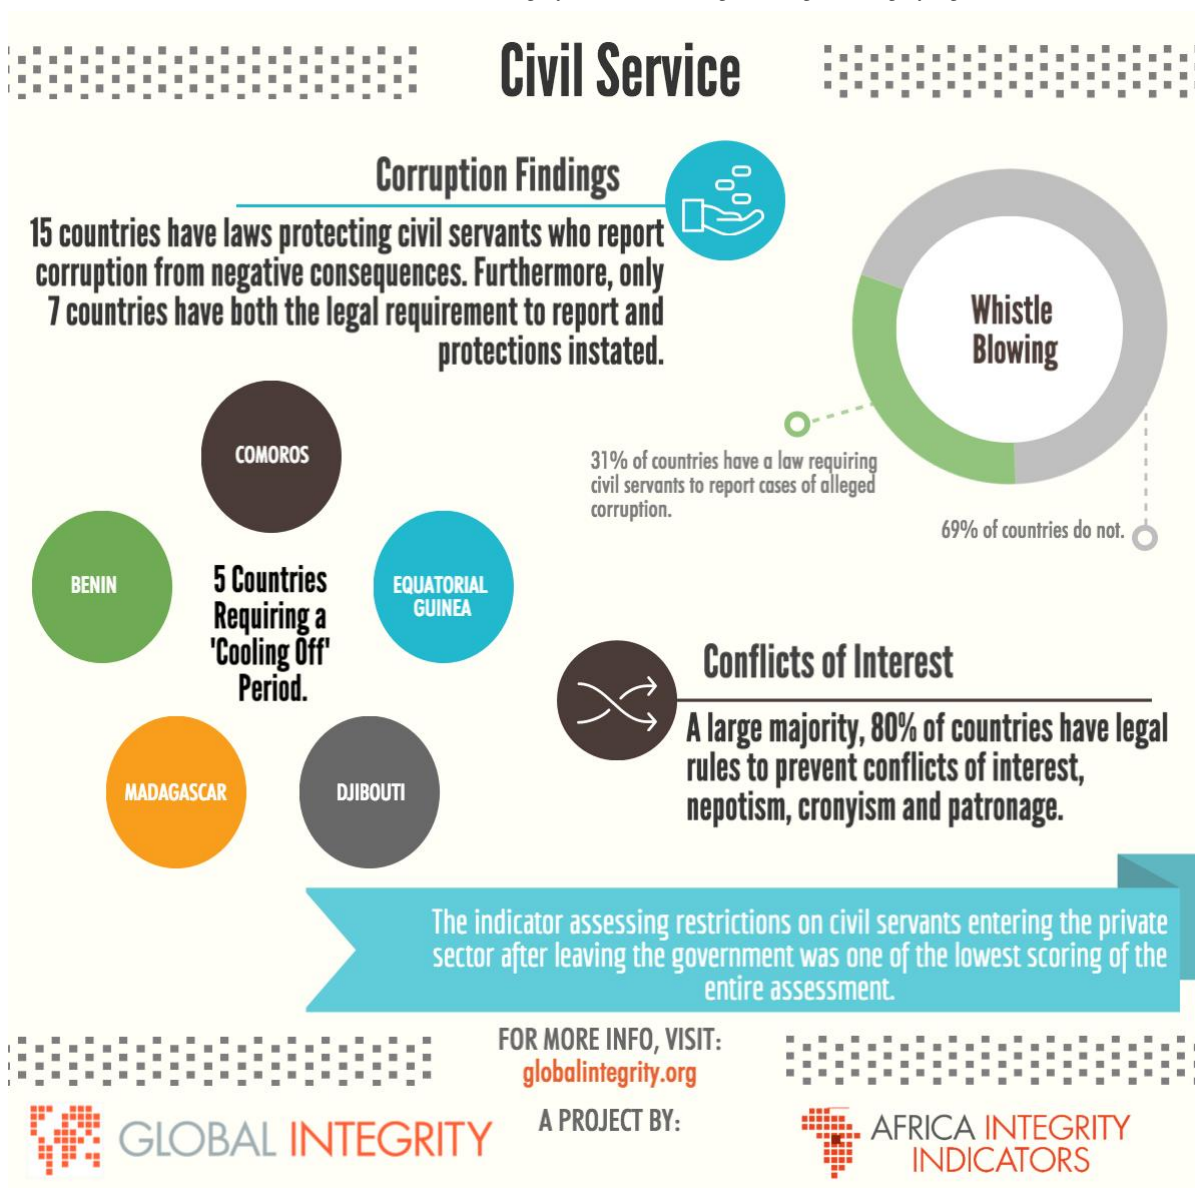 Civil Service
Corruption Findings
15 countries have laws protecting civil servants who report
corruption from negative consequences. Furthermore, only
7 countries have both the legal requirement to report and
protections instated.
Whistle
Blowing
31% of countries have a law requiring
civil servants to report cases of alleged
corruption.
69% of countries do not.
COMOROS
BENIN
5 Countries
Requiring a
'Cooling Off'
Period.
EQUATORIAL
GUINEA
MADAGASCAR
DJIBOUTI
Conflicts of Interest
A large majority, 80% of countries have legal
rules to prevent conflicts of interest,
nepotism, cronyism and patronage.
The indicator assessing restrictions on civil servants entering the private
sector after leaving the government was one of the lowest scoring of the
entire assessment.
FOR MORE INFO, VISIT:
globalintegrity.org
A PROJECT BY:
GLOBAL INTEGRITY
AFRICA INTEGRITY
INDICATORS